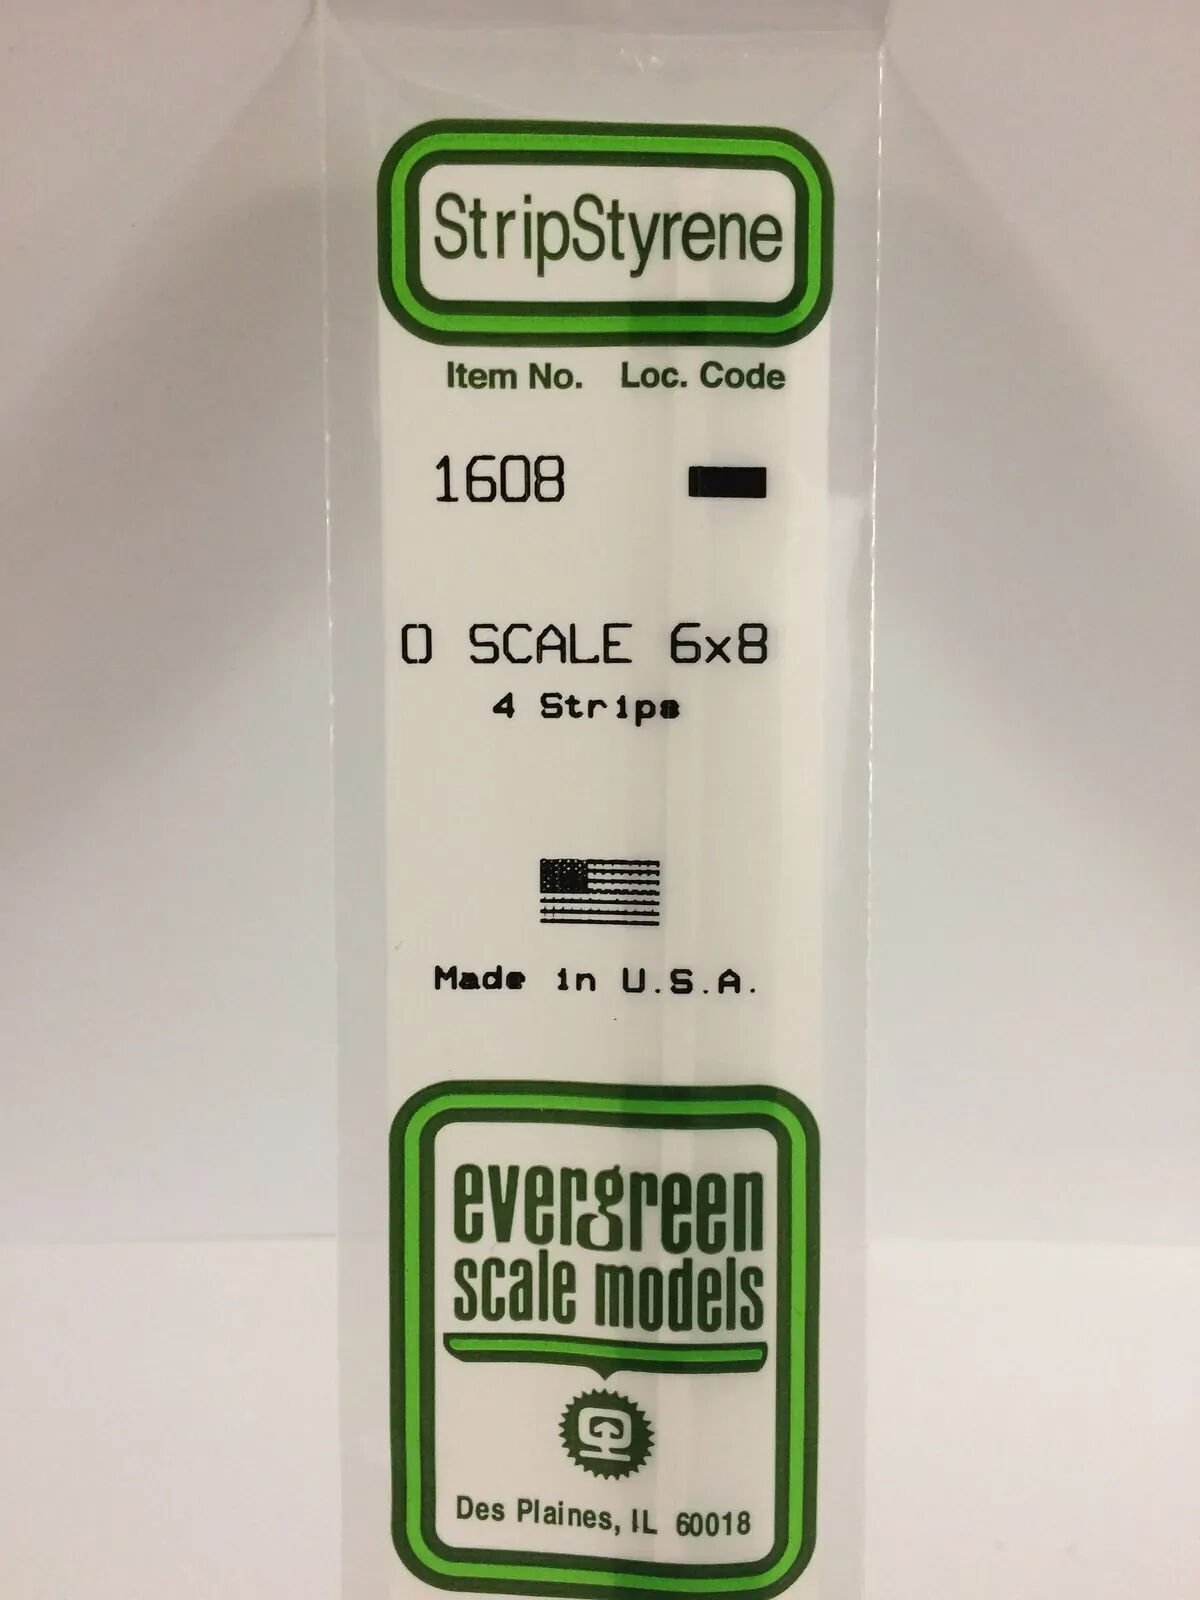 StripStyrene
Item No. Loc. Code
1608
O SCALE 6x8
4 Strips
Made in U.S.A.
evergreen
scale models
Des Plaines, IL 60018